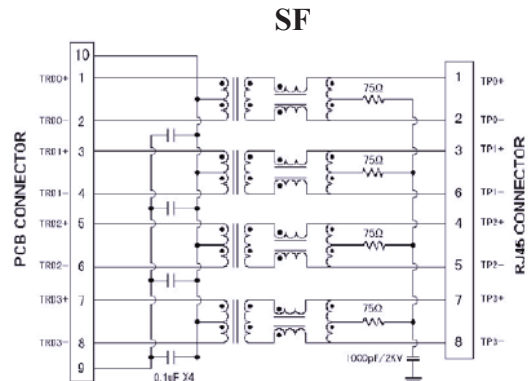 SF
PCB CONNECTOR
10
TRD0+ 1
TRD0- 2
TRD1+ 3
TRD1- 4
TRD2+ 5
TRD2- 6
TRD3+ 7
TRD3- 8
9
0.1uF X4
75Ω
75Ω
75Ω
75Ω
1000pF/2KV
1 TP0+
2 TP0-
3 TP1+
6 TP1-
4 TP2+
5 TP2-
7 TP3+
8 TP3-
RJ45 CONNECTOR